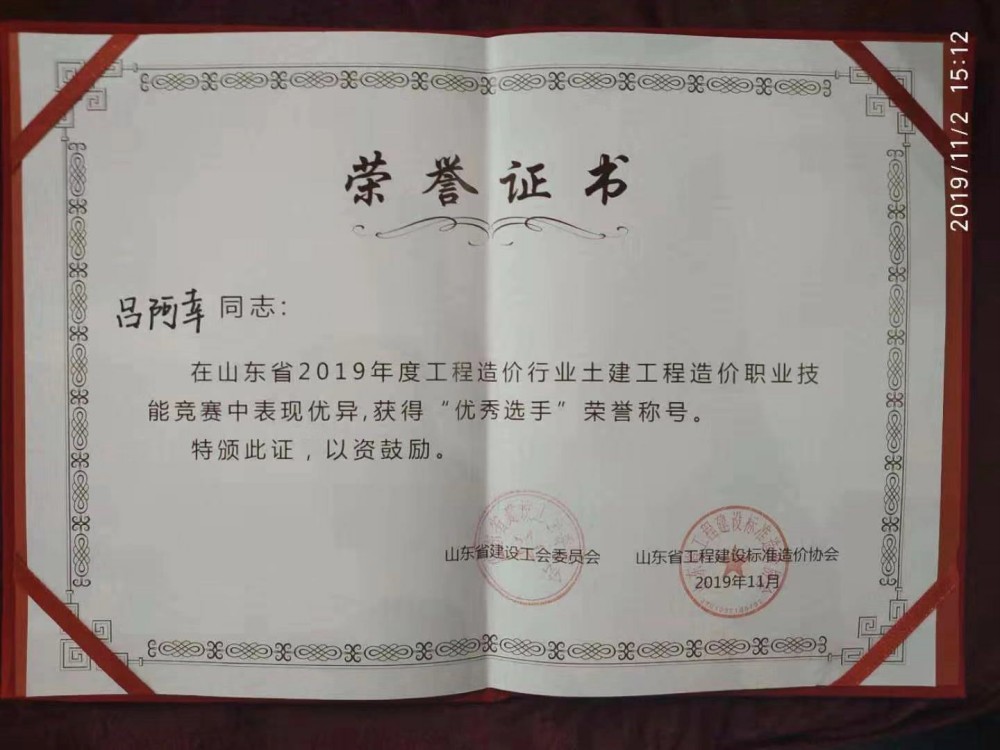 荣誉证书
吕阿幸 同志：
在山东省2019年度工程造价行业土建工程造价职业技
能竞赛中表现优异,获得“优秀选手”荣誉称号。
特颁此证，以资鼓励。
山东省建设工会委员会
山东省工程建设标准造价协会
2019年11月
2019/11/2 15:12